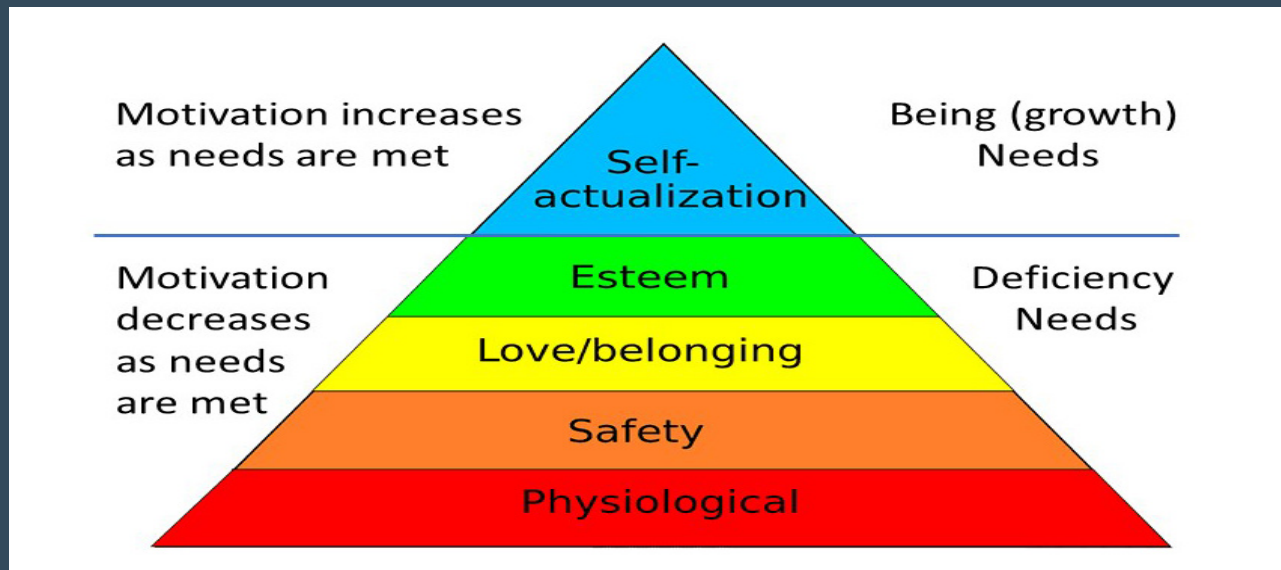 Motivation increases
as needs are met
Being (growth)
Needs
Self-
actualization
Motivation
decreases
as needs
are met
Deficiency
Needs
Esteem
Love/belonging
Safety
Physiological